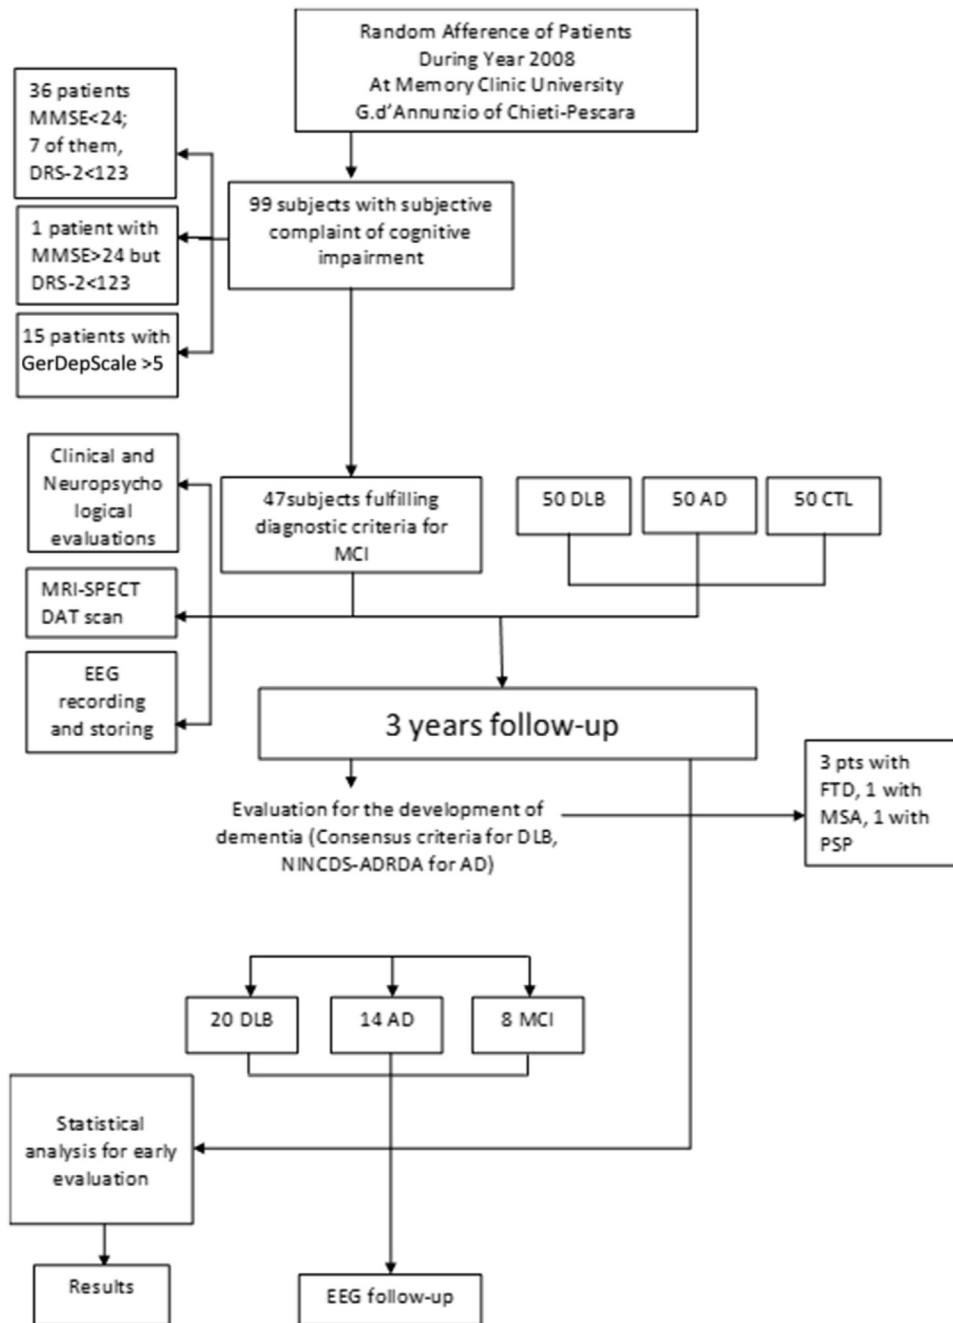 Random Afference of Patients
During Year 2008
At Memory Clinic University
G.d'Annunzio of Chieti-Pescara
36 patients
MMSE<24;
7 of them,
DRS-2<123
99 subjects with subjective
complaint of cognitive
impairment
1 patient with
MMSE>24 but
DRS-2<123
15 patients with
GerDepScale >5
Clinical and
Neuropsycho
logical
evaluations
47subjects fulfilling
diagnostic criteria for
MCI
50 DLB
50 AD
50 CTL
MRI-SPECT
DAT scan
EEG
recording
and storing
3 years follow-up
3 pts with
FTD, 1 with
MSA, 1 with
PSP
Evaluation for the development of
dementia (Consensus criteria for DLB,
NINCDS-ADRDA for AD)
20 DLB
14 AD
8 MCI
Statistical
analysis for early
evaluation
Results
EEG follow-up